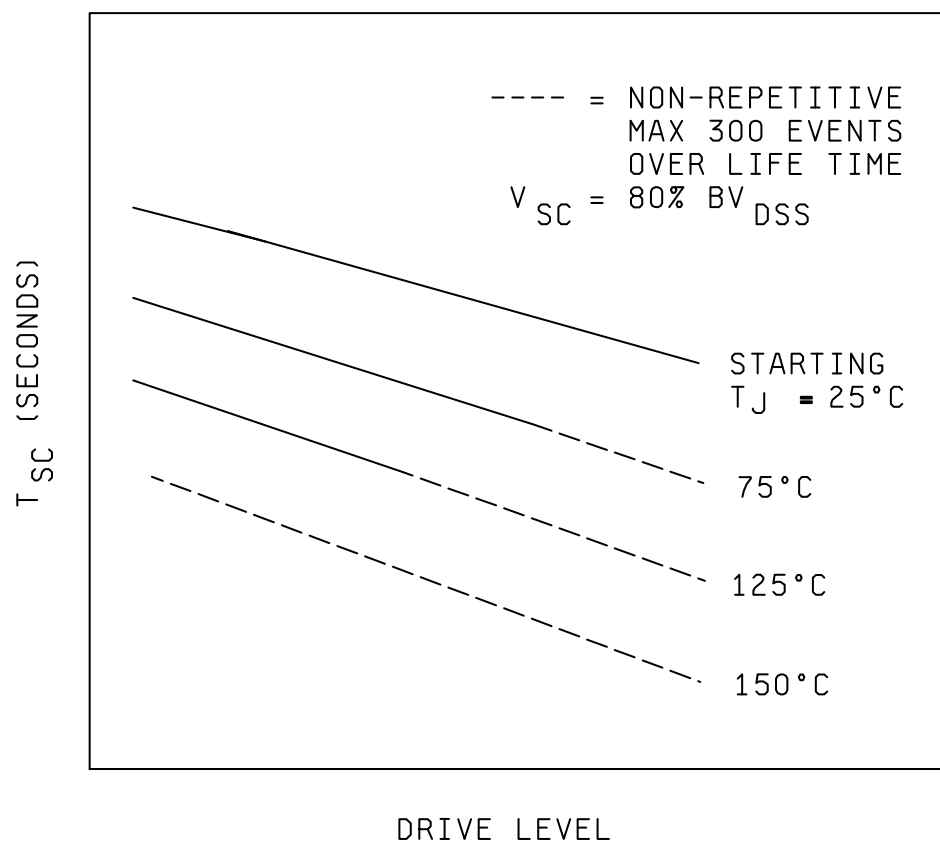 ---- = NON-REPETITIVE
MAX 300 EVENTS
OVER LIFE TIME
V SC = 80% BV DSS
T SC (SECONDS)
STARTING
T J = 25°C
75°C
125°C
150°C
DRIVE LEVEL